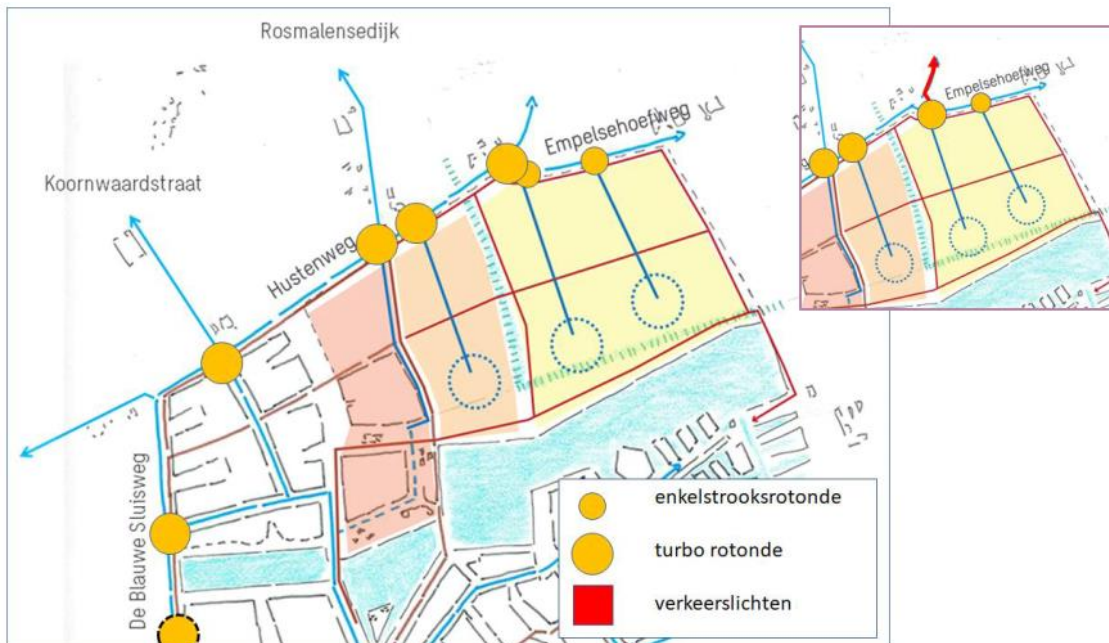 Rosmalensedijk
Empelsehoefweg
Koornwaardstraat
Hustenweg
De Blauwe Sluisweg
Empelsehoefweg
enkelstrooksrotonde
turbo rotonde
verkeerslichten